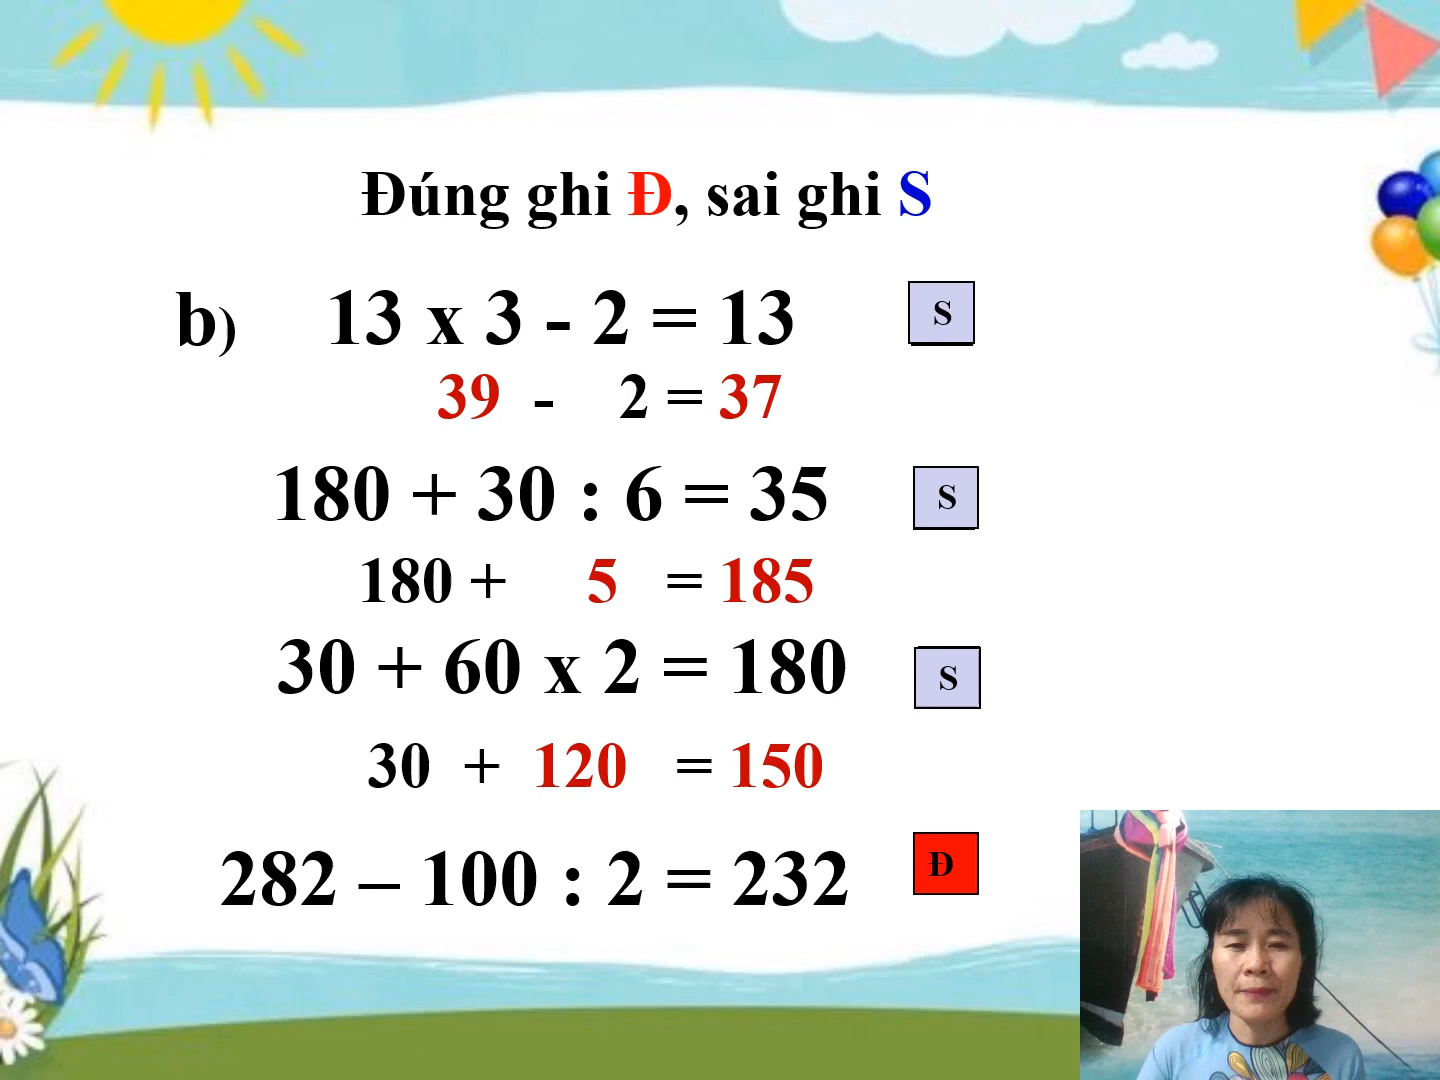 Đúng ghi Đ, sai ghi S
b) 13 x 3 - 2 = 13 S
39 - 2 = 37
180 + 30 : 6 = 35 S
180 + 5 = 185
30 + 60 x 2 = 180 S
30 + 120 = 150
282 – 100 : 2 = 232 Đ